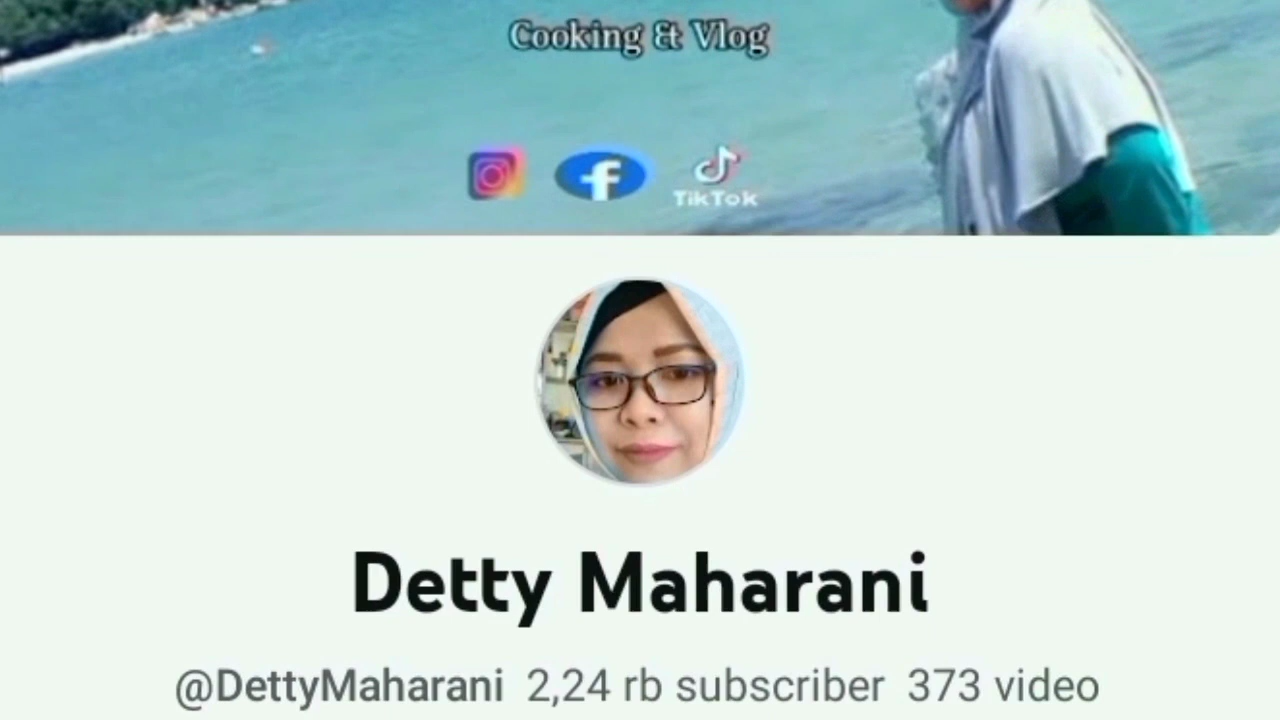 Cooking & Vlog
TikTok
Detty Maharani
@DettyMaharani 2,24 rb subscriber 373 video